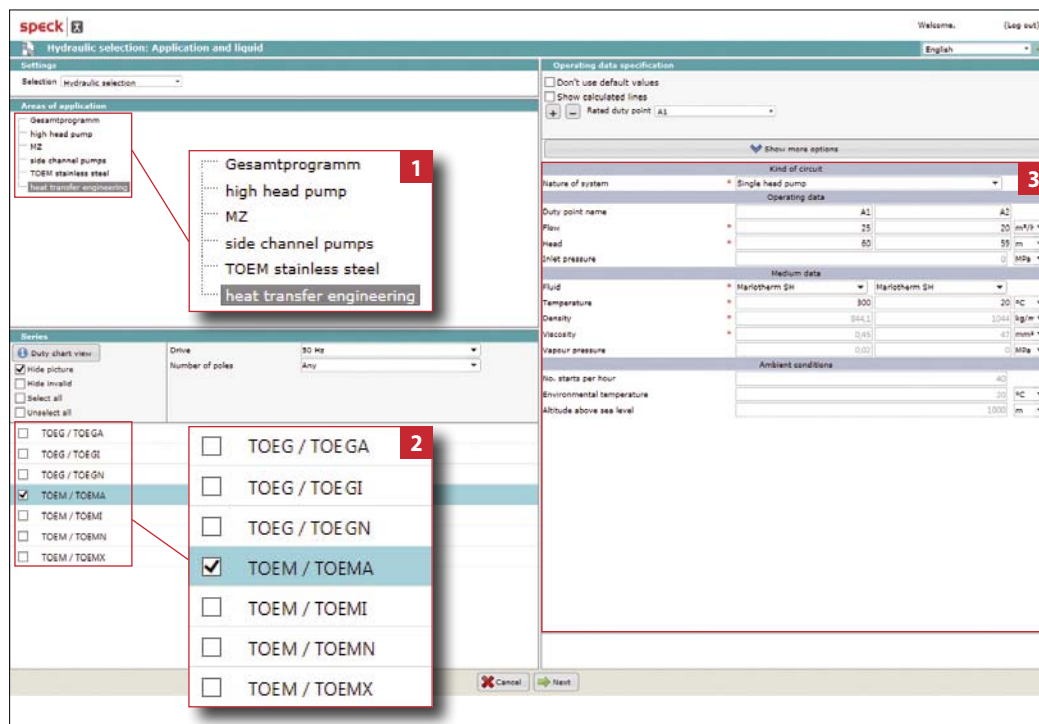 speck
Welcome. (Log out)
Hydraulic selection: Application and liquid
English
Settings
Selection Hydraulic selection
Areas of application
Gesamtprogramm
high head pump
MZ
side channel pumps
TOEM stainless steel
heat transfer engineering
1
Gesamtprogramm
high head pump
MZ
side channel pumps
TOEM stainless steel
heat transfer engineering
Series
Duty chart view
Hide picture
Hide invalid
Select all
Unselect all
Drive 50 Hz
Number of poles Any
TOEG / TOEGA
TOEG / TOEGI
TOEG / TOEGN
TOEM / TOEMA
TOEM / TOEMI
TOEM / TOEMN
TOEM / TOEMX
2
TOEG / TOEGA
TOEG / TOEGI
TOEG / TOEGN
TOEM / TOEMA
TOEM / TOEMI
TOEM / TOEMN
TOEM / TOEMX
Operating data specification
Don't use default values
Show calculated lines
+ – Rated duty point A1
Show more options
3
Kind of circuit
Nature of system * Single head pump
Operating data
Duty point name A1 A2
Flow * 25 20
Head * 60 59 m
Inlet pressure 0 MPa
Medium data
Fluid * Marlotherm SH Marlotherm SH
Temperature * 300 20 °C
Density * 844,1 1044
Viscosity * 0,45 47
Vapour pressure * 0,02 0 MPa
Ambient conditions
No. starts per hour 40
Environmental temperature 20 °C
Altitude above sea level 1000 m
Cancel Next